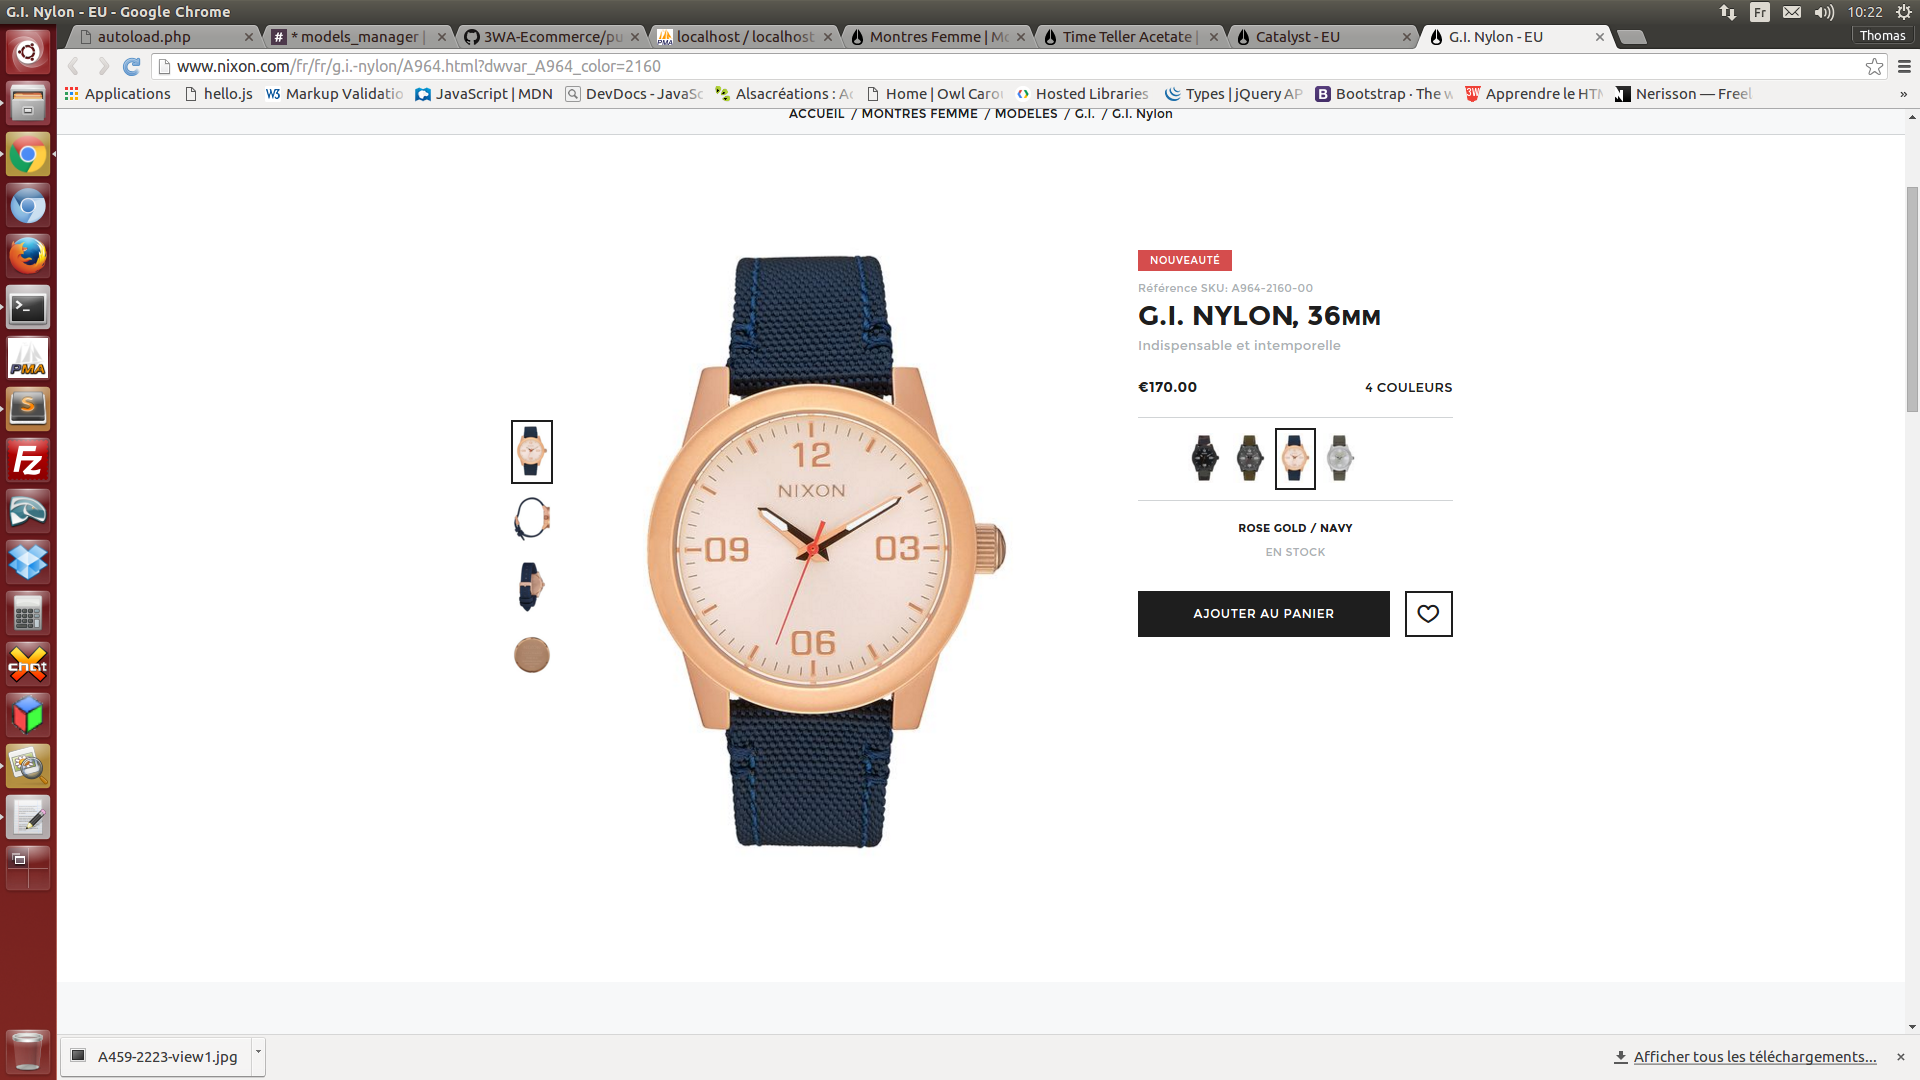 G.I. Nylon - EU - Google Chrome
Fr
10:22
autoload.php
* models_manager |
3WA-Ecommerce/pu
localhost / localhost
Montres Femme | Mo
Time Teller Acetate |
Catalyst - EU
G.I. Nylon - EU
Thomas
www.nixon.com/fr/fr/g.i.-nylon/A964.html?dwvar_A964_color=2160
Applications
hello.js
Markup Validatio
JavaScript | MDN
DevDocs - JavaSc
Alsacréations : Ac
Home | Owl Carou
Hosted Libraries
Types | jQuery AP
Bootstrap · The w
Apprendre le HTM
Nerisson — Freel
»
ACCUEIL / MONTRES FEMME / MODELES / G.I. / G.I. Nylon
NOUVEAUTÉ
Référence SKU: A964-2160-00
G.I. NYLON, 36MM
Indispensable et intemporelle
€170.00
4 COULEURS
ROSE GOLD / NAVY
EN STOCK
AJOUTER AU PANIER
12
NIXON
09
03
06
PMA
S
Fz
X
chat
A459-2223-view1.jpg
Afficher tous les téléchargements...